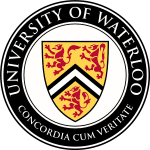 UNIVERSITY OF WATERLOO
CONCORDIA CUM VERITATE